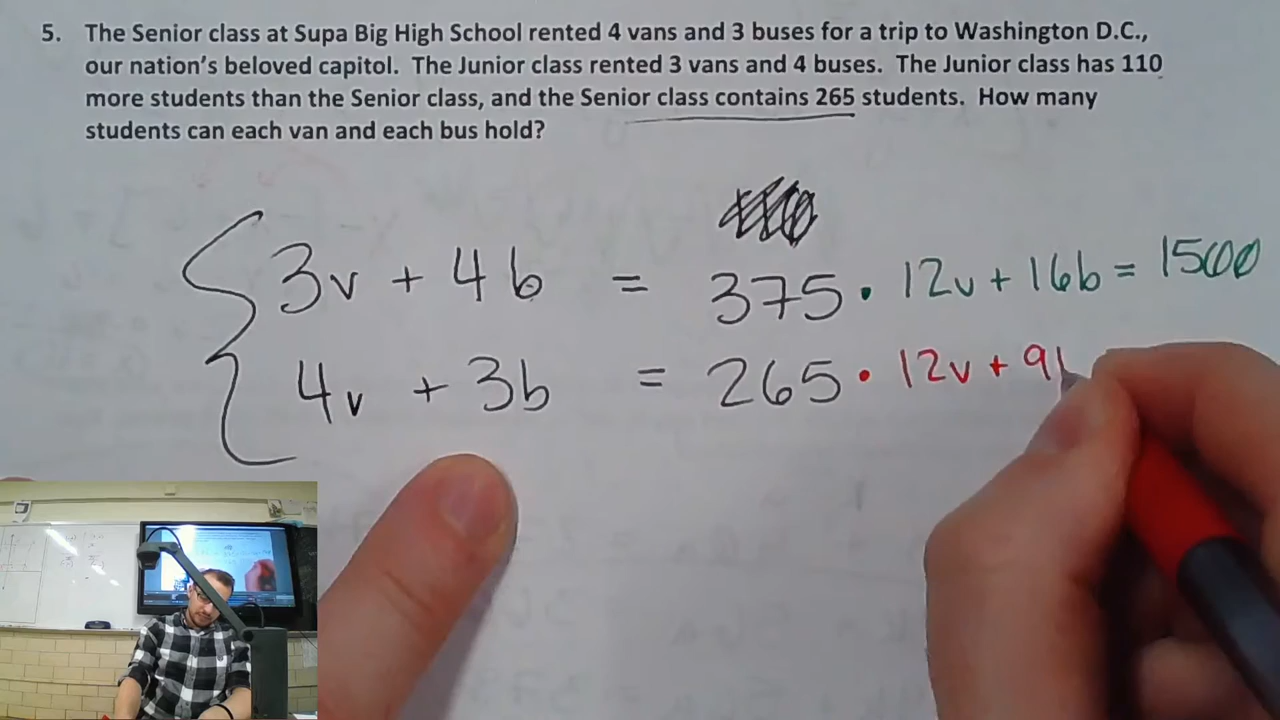 5. The Senior class at Supa Big High School rented 4 vans and 3 buses for a trip to Washington D.C.,
our nation's beloved capitol. The Junior class rented 3 vans and 4 buses. The Junior class has 110
more students than the Senior class, and the Senior class contains 265 students. How many
students can each van and each bus hold?
3v + 4b = 375 • 12v + 16b = 1500
4v + 3b = 265 • 12v + 9b